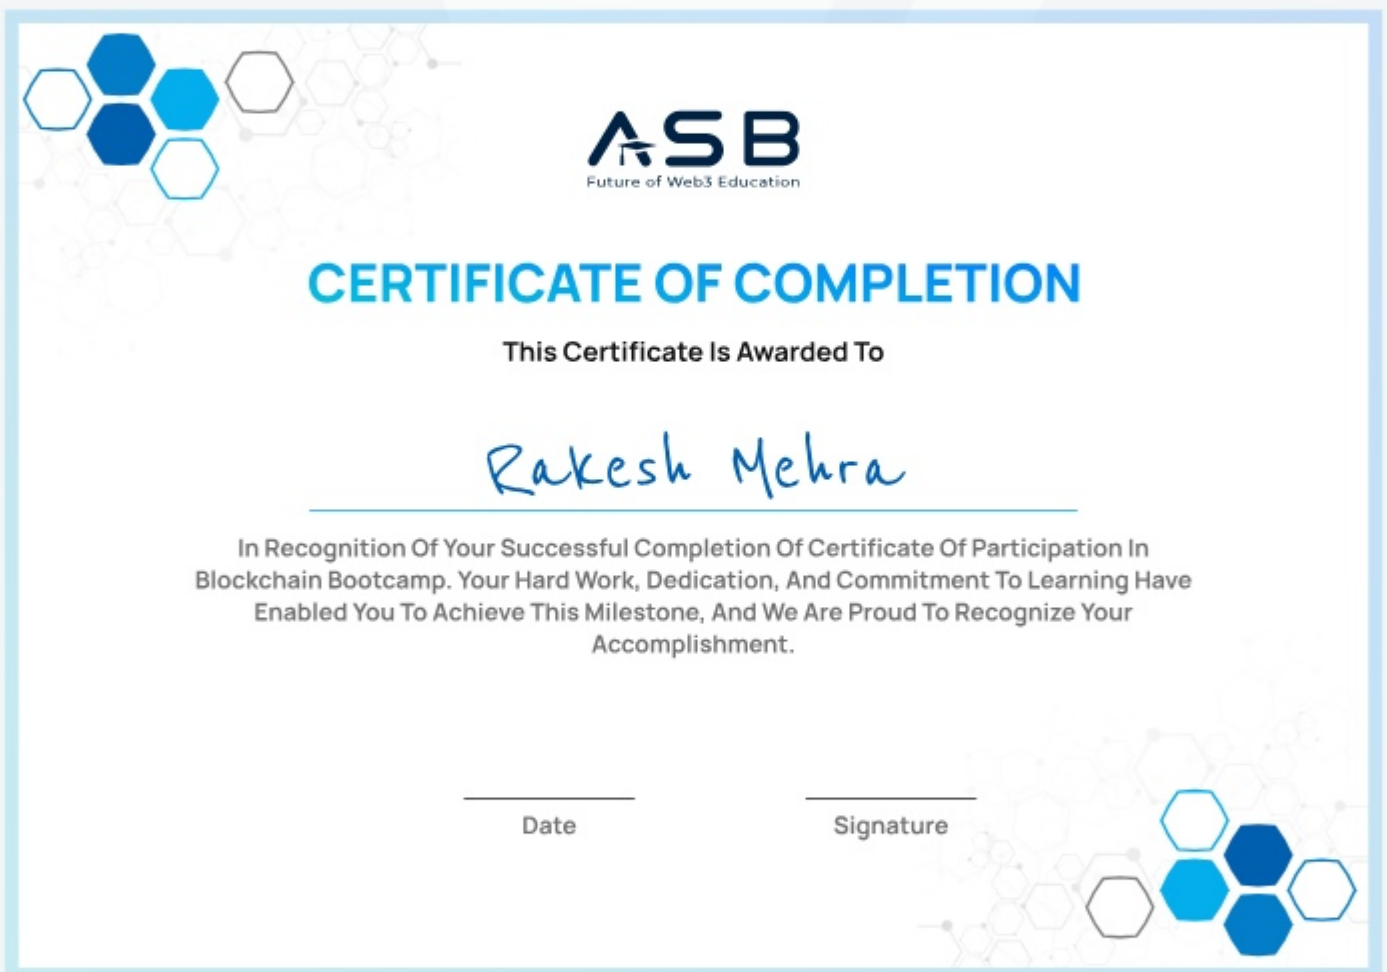 ASB
Future of Web3 Education
CERTIFICATE OF COMPLETION
This Certificate Is Awarded To
Rakesh Mehra
In Recognition Of Your Successful Completion Of Certificate Of Participation In
Blockchain Bootcamp. Your Hard Work, Dedication, And Commitment To Learning Have
Enabled You To Achieve This Milestone, And We Are Proud To Recognize Your
Accomplishment.
Date
Signature